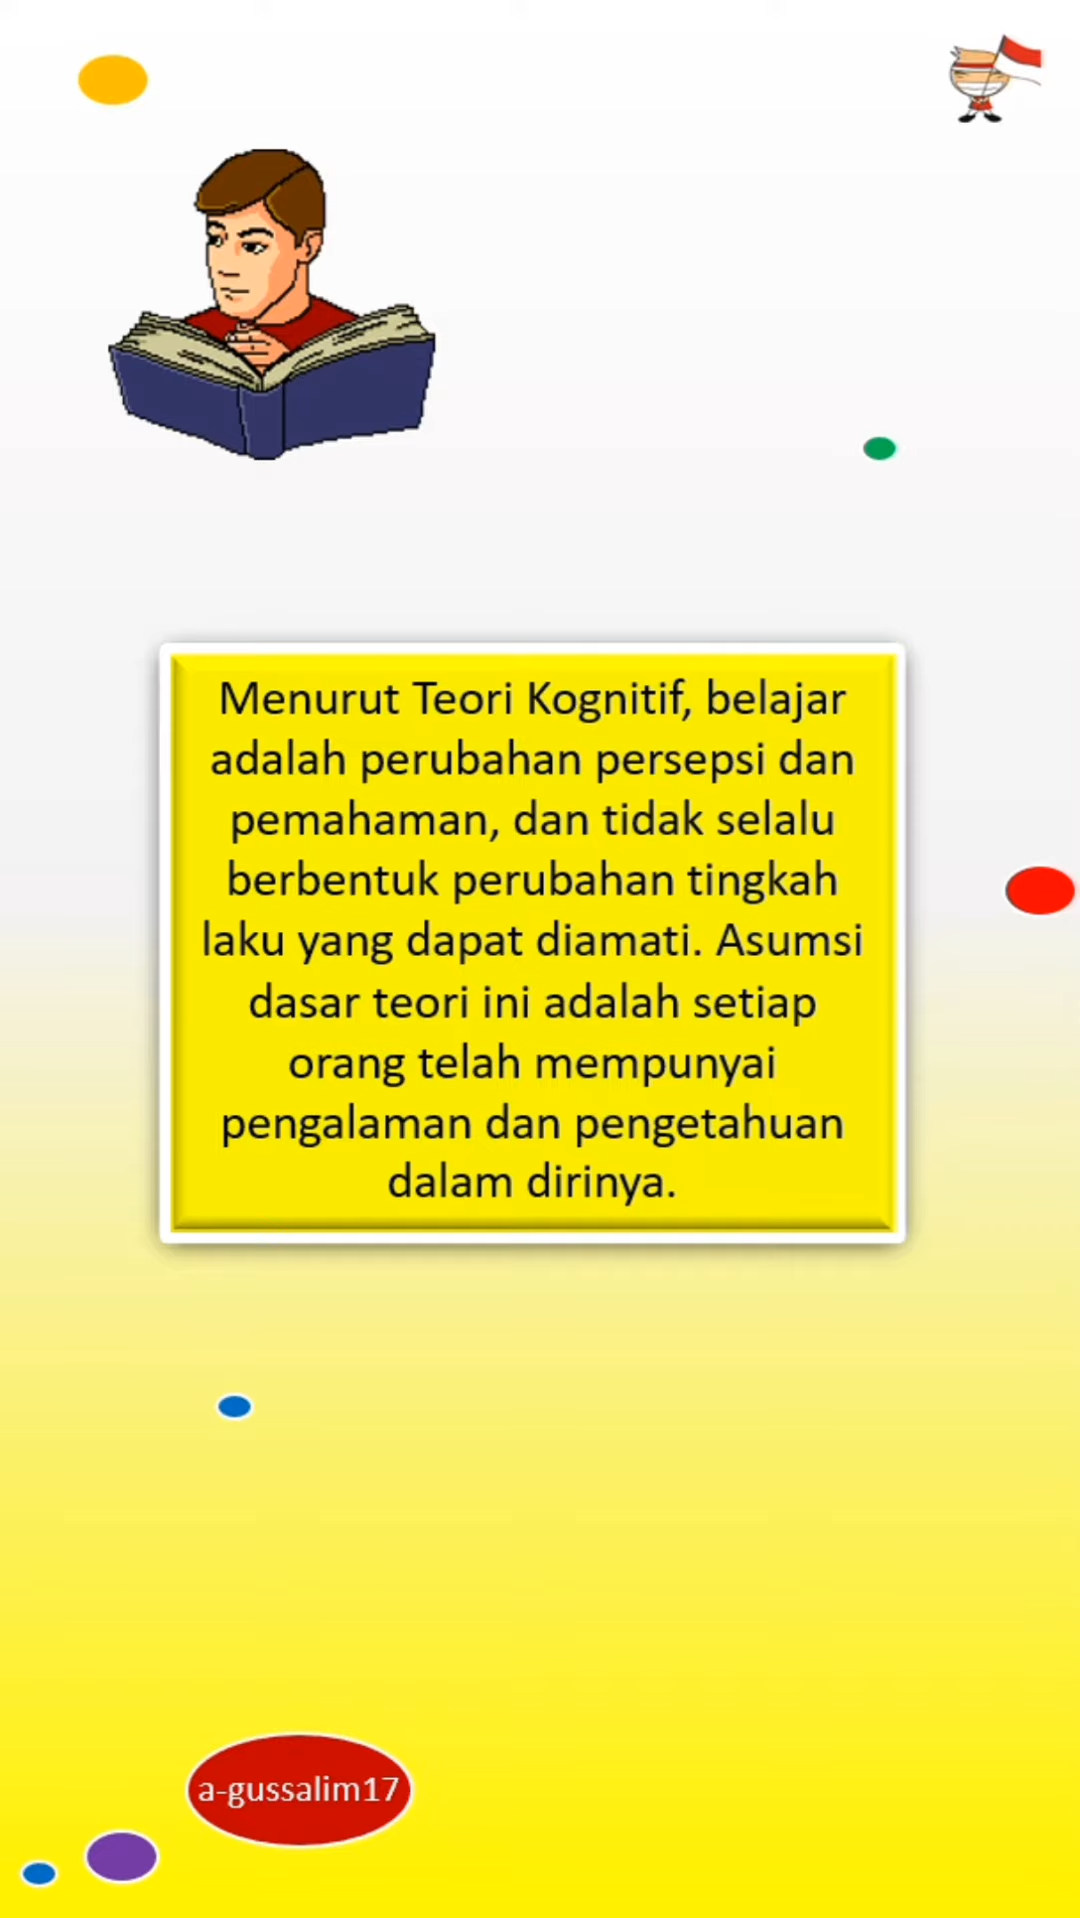 Menurut Teori Kognitif, belajar
adalah perubahan persepsi dan
pemahaman, dan tidak selalu
berbentuk perubahan tingkah
laku yang dapat diamati. Asumsi
dasar teori ini adalah setiap
orang telah mempunyai
pengalaman dan pengetahuan
dalam dirinya.
a-gussalim17